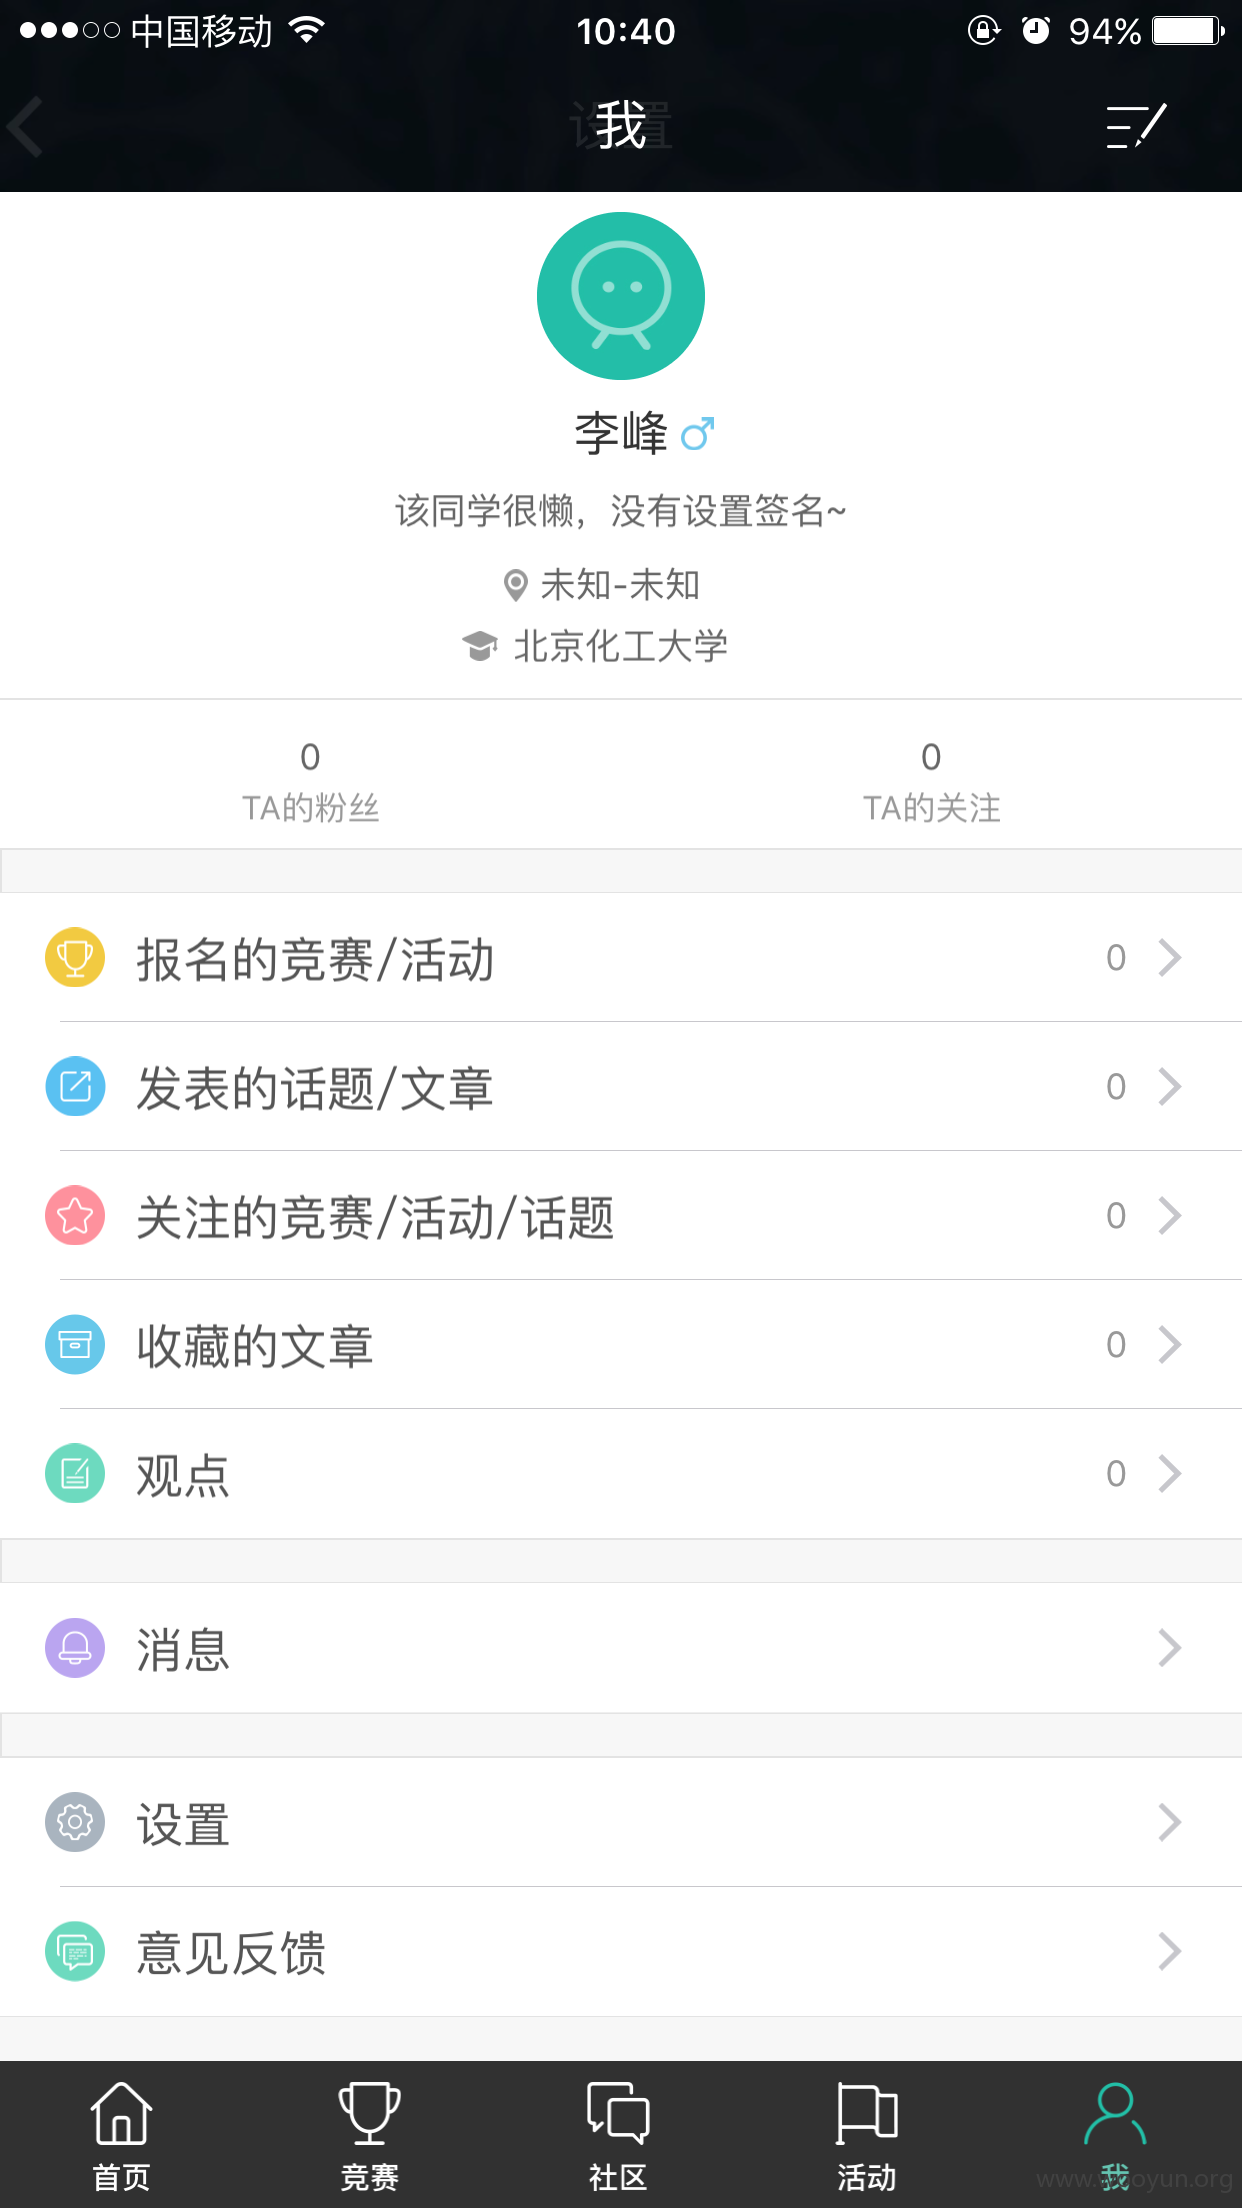 中国移动 10:40 94%
我
李峰
该同学很懒，没有设置签名~
未知-未知
北京化工大学
0 0
TA的粉丝 TA的关注
报名的竞赛/活动 0
发表的话题/文章 0
关注的竞赛/活动/话题 0
收藏的文章 0
观点 0
消息
设置
意见反馈
首页 竞赛 社区 活动 我
www.wooyun.org